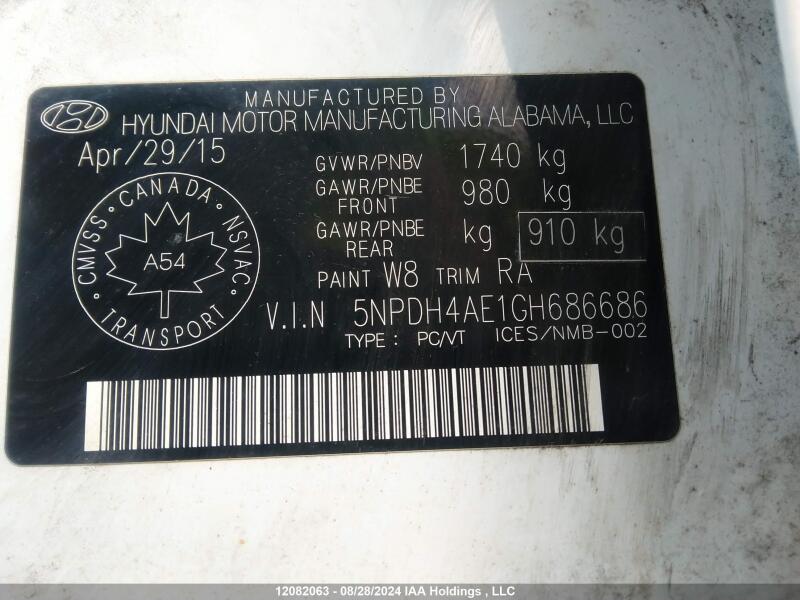 MANUFACTURED BY
HYUNDAI MOTOR MANUFACTURING ALABAMA, LLC
Apr/29/15
GVWR/PNBV 1740 kg
GAWR/PNBE FRONT 980 kg
GAWR/PNBE REAR kg 910 kg
PAINT W8 TRIM RA
V.I.N 5NPDH4AE1GH686686
TYPE : PC/VT ICES/NMB-002
CMVSS · CANADA · NSVAC · TRANSPORT ·
A54
12082063 - 08/28/2024 IAA Holdings , LLC